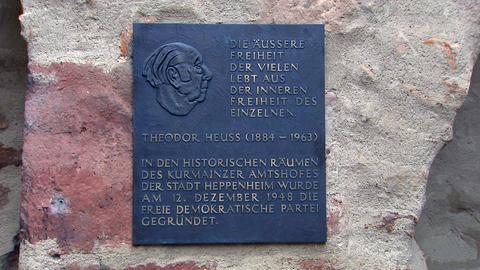 DIE ÄUSSERE
FREIHEIT
DER VIELEN
LEBT AUS
DER INNEREN
FREIHEIT DES
EINZELNEN.
THEODOR HEUSS (1884 – 1963)
IN DEN HISTORISCHEN RÄUMEN
DES KURMAINZER AMTSHOFES
DER STADT HEPPENHEIM WURDE
AM 12. DEZEMBER 1948 DIE
FREIE DEMOKRATISCHE PARTEI
GEGRÜNDET.